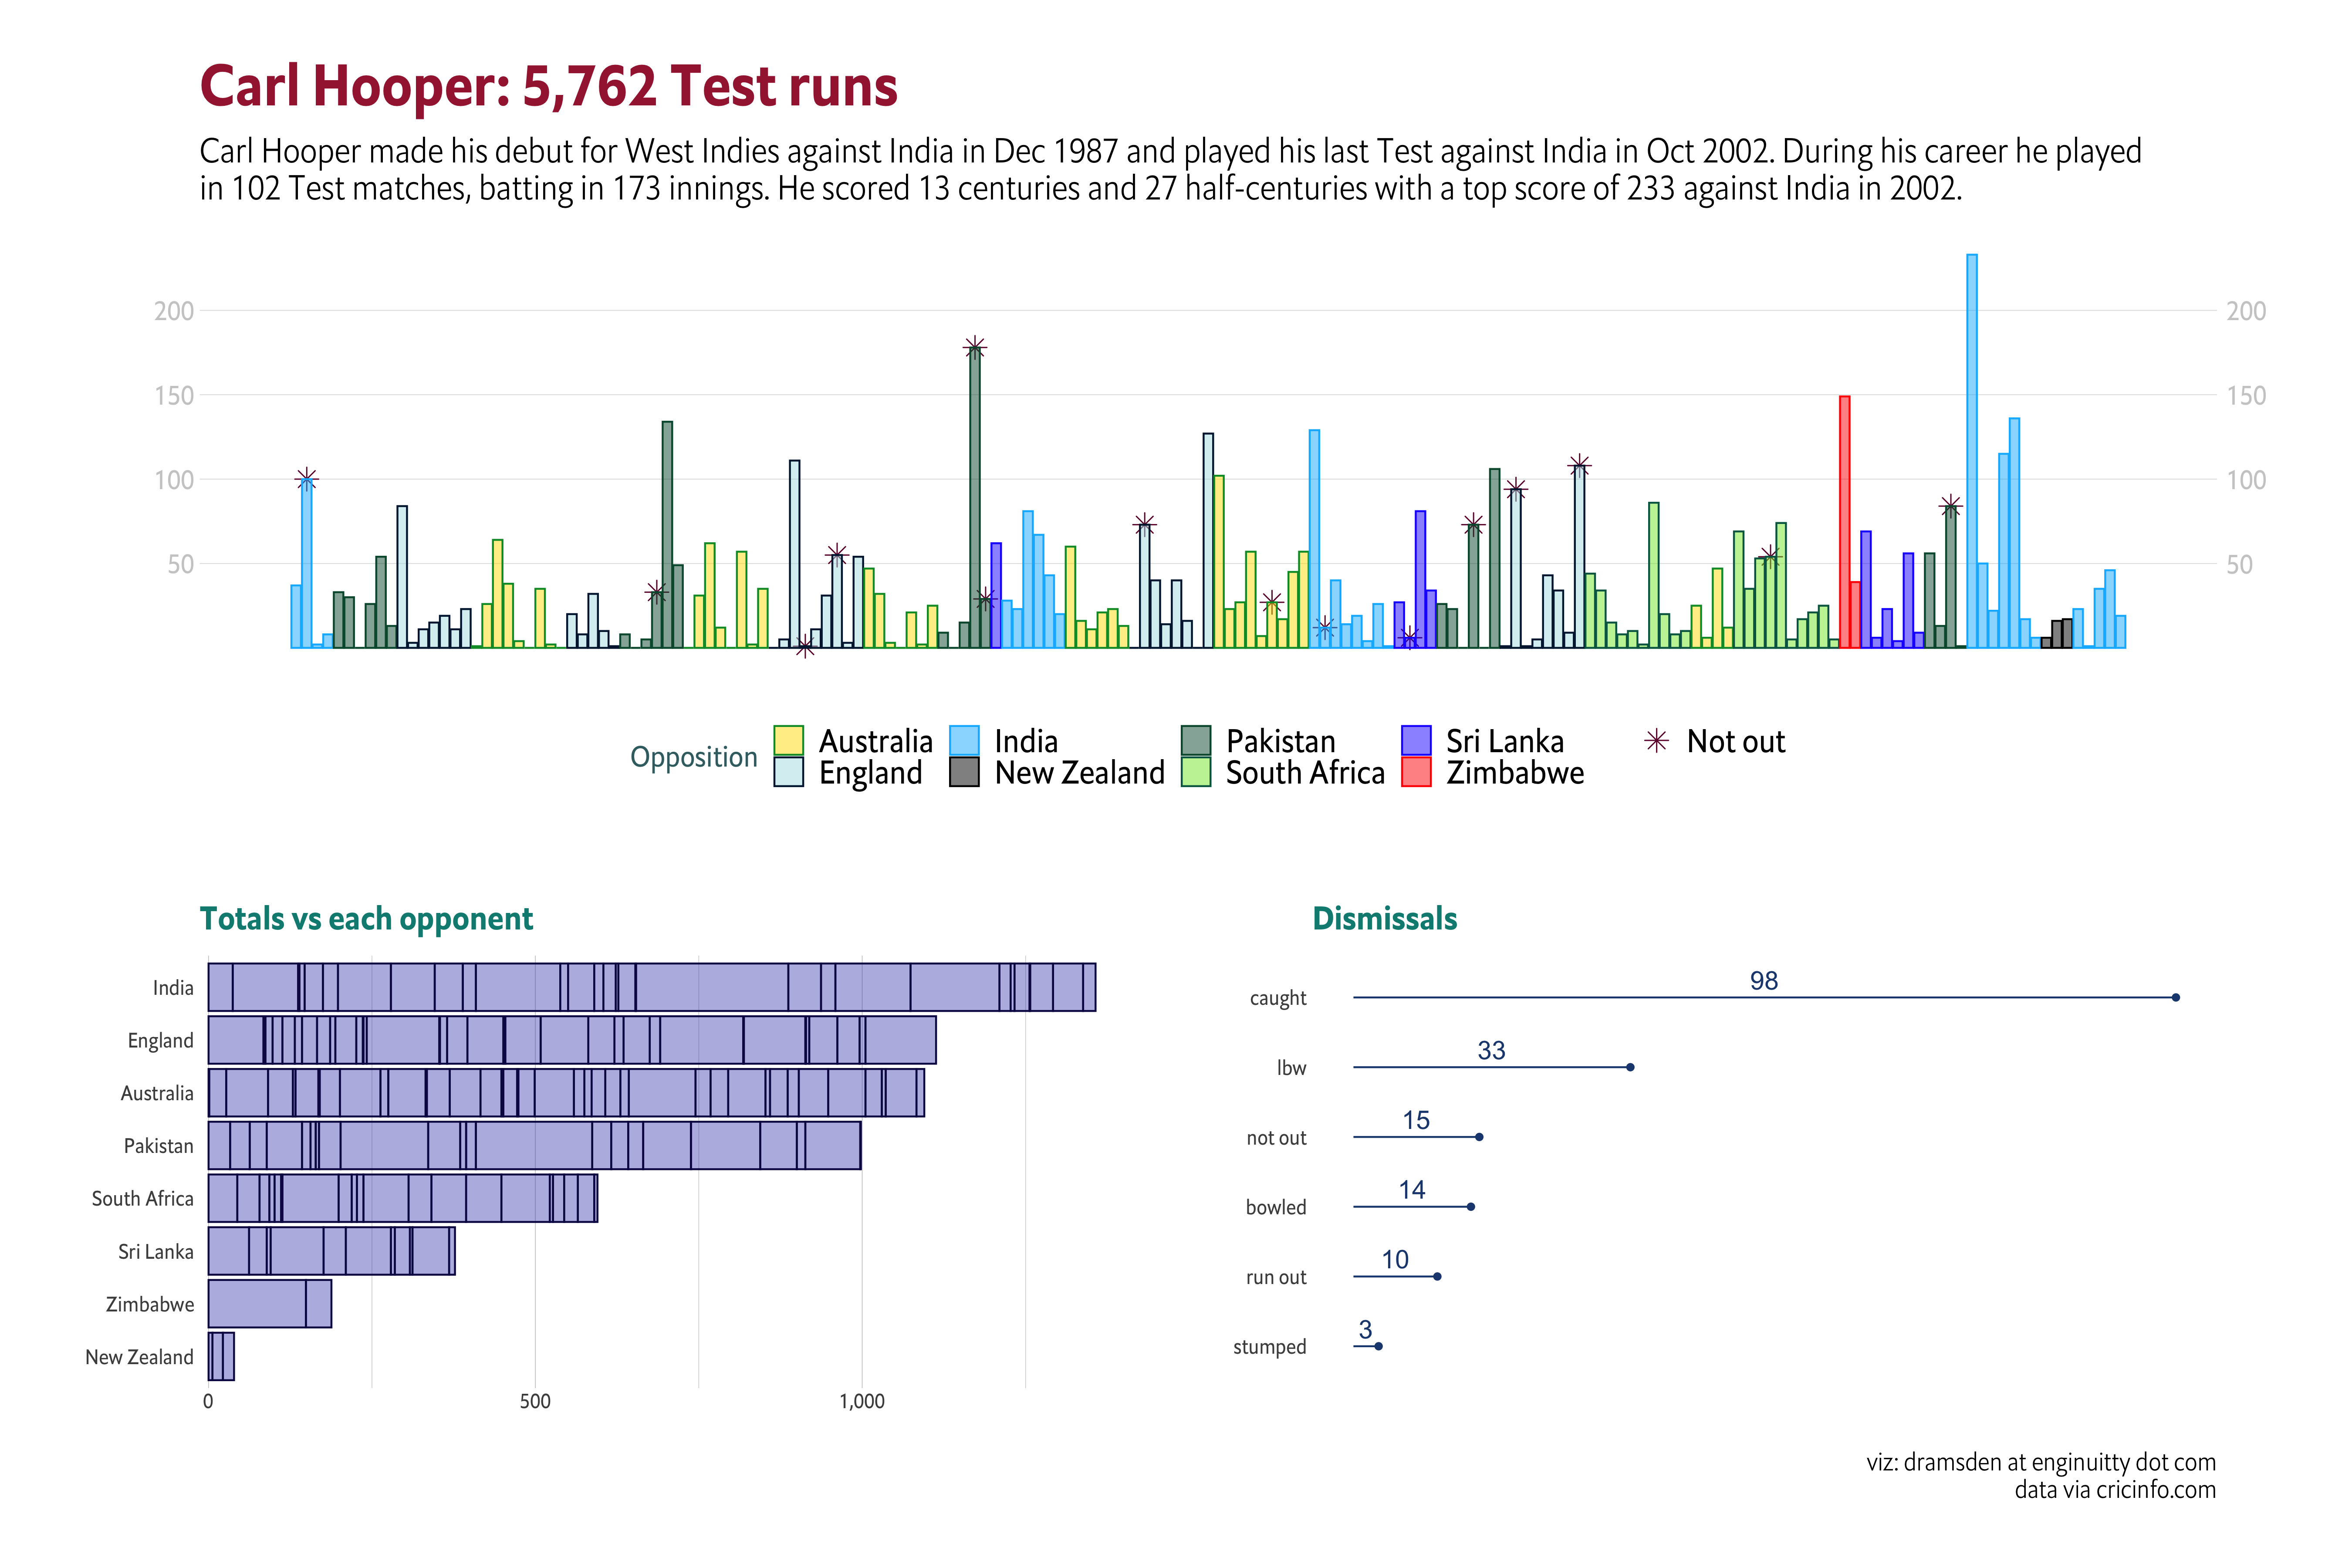 Carl Hooper: 5,762 Test runs
Carl Hooper made his debut for West Indies against India in Dec 1987 and played his last Test against India in Oct 2002. During his career he played
in 102 Test matches, batting in 173 innings. He scored 13 centuries and 27 half-centuries with a top score of 233 against India in 2002.
200 200
150 150
100 100
50 50
Opposition
Australia India Pakistan Sri Lanka Not out
England New Zealand South Africa Zimbabwe
Totals vs each opponent
India
England
Australia
Pakistan
South Africa
Sri Lanka
Zimbabwe
New Zealand
0 500 1,000
Dismissals
caught 98
lbw 33
not out 15
bowled 14
run out 10
stumped 3
viz: dramsden at enginuitty dot com
data via cricinfo.com